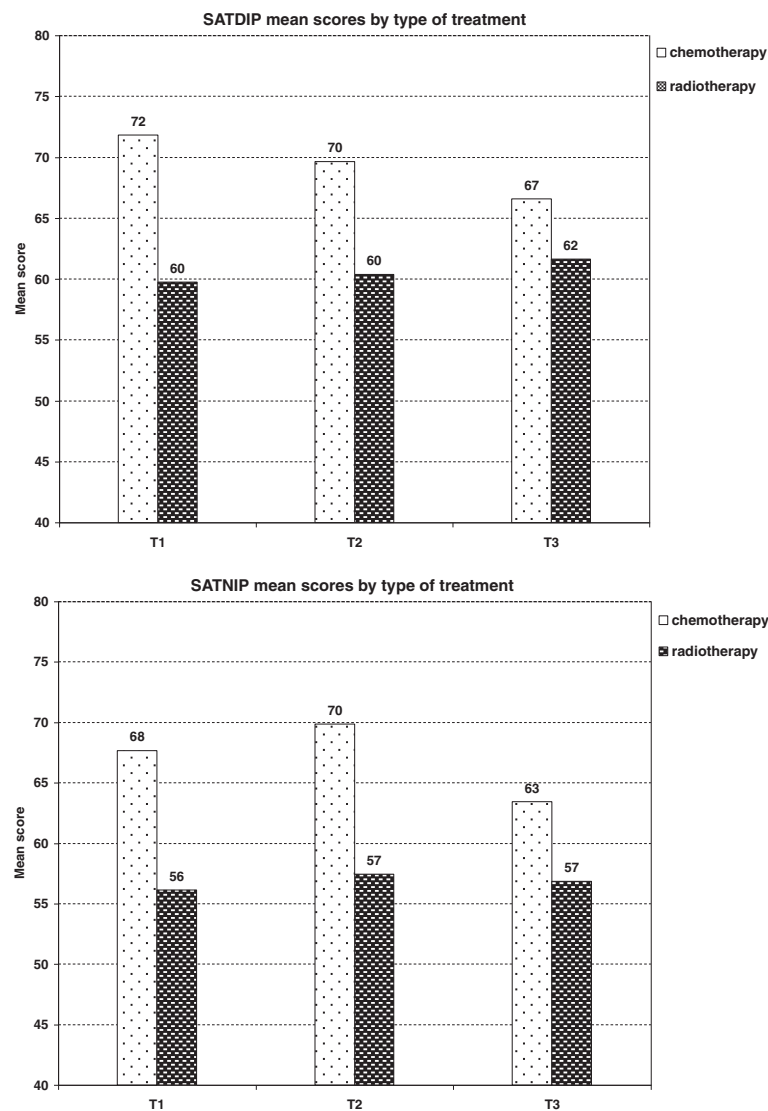 SATDIP mean scores by type of treatment
80
75
70
65
60
55
50
45
40
Mean score
72
60
70
60
67
62
T1
T2
T3
chemotherapy
radiotherapy
SATNIP mean scores by type of treatment
80
75
70
65
60
55
50
45
40
Mean score
68
56
70
57
63
57
T1
T2
T3
chemotherapy
radiotherapy